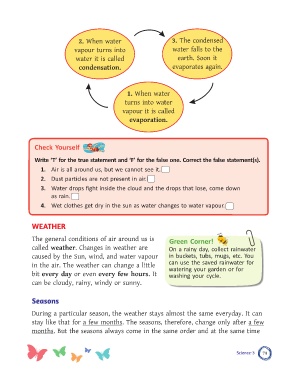 2. When water
vapour turns into
water it is called
condensation.
3. The condensed
water falls to the
earth. Soon it
evaporates again.
1. When water
turns into water
vapour it is called
evaporation.
Check Yourself
Write 'T' for the true statement and 'F' for the false one. Correct the false statement(s).
1. Air is all around us, but we cannot see it.
2. Dust particles are not present in air.
3. Water drops fight inside the cloud and the drops that lose, come down
as rain.
4. Wet clothes get dry in the sun as water changes to water vapour.
WEATHER
The general conditions of air around us is
called weather. Changes in weather are
caused by the Sun, wind, and water vapour
in the air. The weather can change a little
bit every day or even every few hours. It
can be cloudy, rainy, windy or sunny.
Green Corner!
On a rainy day, collect rainwater
in buckets, tubs, mugs, etc. You
can use the saved rainwater for
watering your garden or for
washing your cycle.
Seasons
During a particular season, the weather stays almost the same everyday. It can
stay like that for a few months. The seasons, therefore, change only after a few
months. But the seasons always come in the same order and at the same time
Science-3